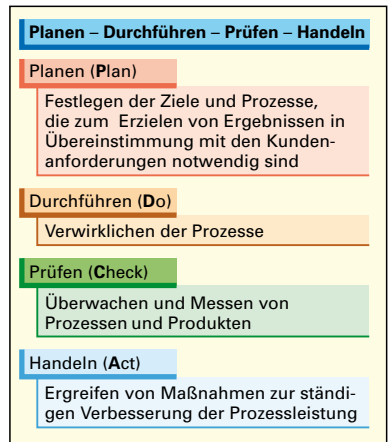 Planen – Durchführen – Prüfen – Handeln
Planen (Plan)
Festlegen der Ziele und Prozesse,
die zum Erzielen von Ergebnissen in
Übereinstimmung mit den Kunden-
anforderungen notwendig sind
Durchführen (Do)
Verwirklichen der Prozesse
Prüfen (Check)
Überwachen und Messen von
Prozessen und Produkten
Handeln (Act)
Ergreifen von Maßnahmen zur ständi-
gen Verbesserung der Prozessleistung